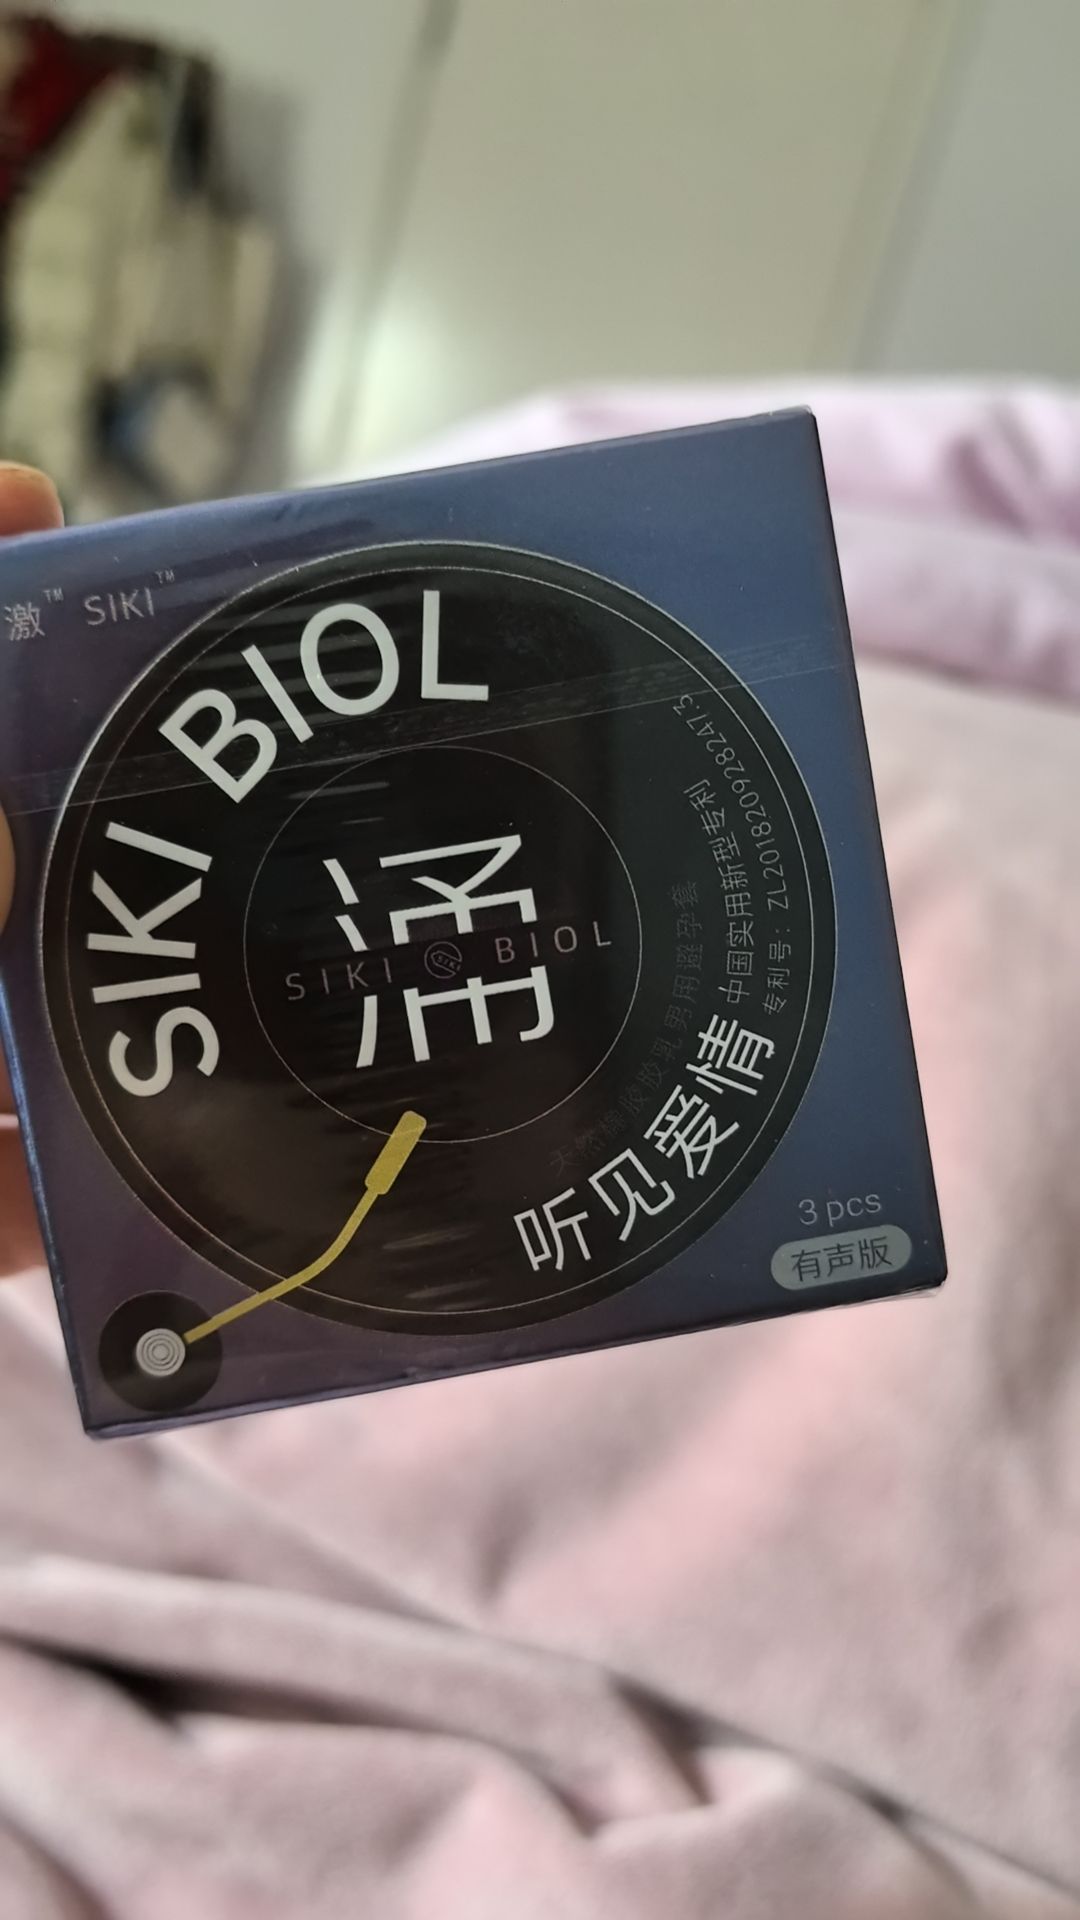 激™ SIKI™
SIKI BIOL
SIKI BIOL
天然橡胶胶乳男用避孕套
听见爱情
中国实用新型专利
专利号：ZL201820928247.3
3 pcs
有声版